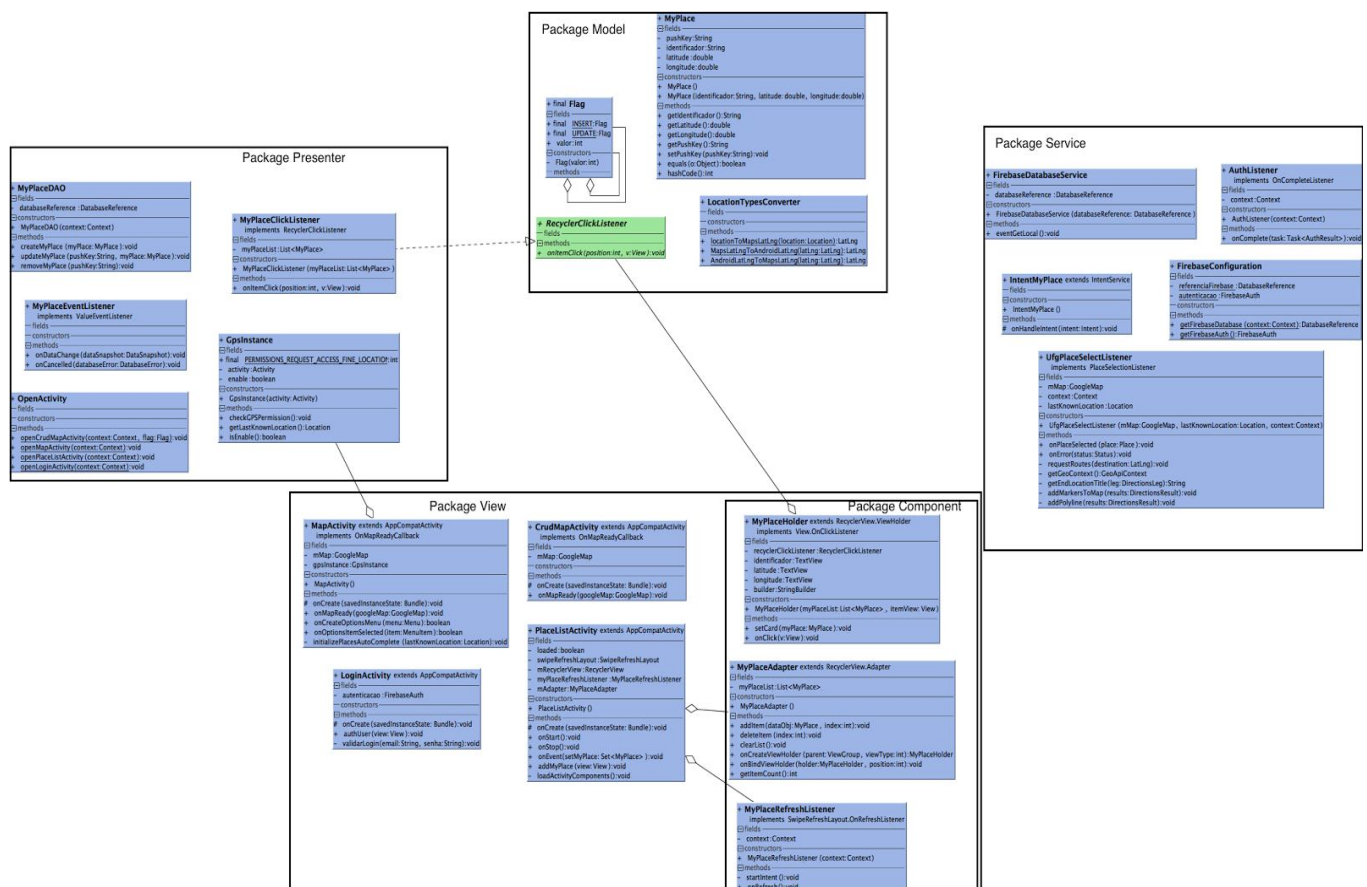 Package Model
+ MyPlace
fields
- pushKey:String
- identificador:String
- latitude:double
- longitude:double
constructors
+ MyPlace ()
+ MyPlace (identificador: String, latitude:double, longitude:double)
methods
+ getIdentificador ():String
+ getLatitude ():double
+ getLongitude():double
+ getPushKey ():String
+ setPushKey (pushKey:String):void
+ equals (o:Object):boolean
+ hashCode():int
+ final Flag
fields
+ final INSERT:Flag
+ final UPDATE:Flag
+ valor:int
constructors
- Flag(valor:int)
methods
+ RecyclerClickListener
fields
methods
+ onItemClick(position:int, v:View):void
+ LocationTypesConverter
fields
constructors
methods
+ locationToMapsLatLng(location:Location):LatLng
+ MapsLatLngToAndroidLatLng(latLng:LatLng):LatLng
+ AndroidLatLngToMapsLatLng(latLng:LatLng):LatLng
Package Presenter
+ MyPlaceDAO
fields
- databaseReference :DatabaseReference
constructors
+ MyPlaceDAO (context:Context)
methods
+ createMyPlace (myPlace:MyPlace ):void
+ updateMyPlace (pushKey:String, myPlace:MyPlace ):void
+ removeMyPlace (pushKey:String):void
+ MyPlaceClickListener
implements RecyclerClickListener
fields
- myPlaceList:List<MyPlace>
constructors
+ MyPlaceClickListener (myPlaceList:List<MyPlace> )
methods
+ onItemClick(position:int, v:View):void
+ MyPlaceEventListener
implements ValueEventListener
fields
constructors
methods
+ onDataChange (dataSnapshot:DataSnapshot):void
+ onCancelled(databaseError:DatabaseError):void
+ GpsInstance
fields
+ final PERMISSIONS_REQUEST_ACCESS_FINE_LOCATION:int
- activity:Activity
- enable:boolean
constructors
+ GpsInstance(activity:Activity)
methods
+ checkGPSPermission():void
+ getLastKnownLocation():Location
+ isEnable():boolean
+ OpenActivity
fields
constructors
methods
+ openCrudMapActivity(context:Context, flag:Flag):void
+ openMapActivity(context:Context):void
+ openPlaceListActivity (context:Context):void
+ openLoginActivity(context:Context):void
Package Service
+ FirebaseDatabaseService
fields
- databaseReference :DatabaseReference
constructors
+ FirebaseDatabaseService (databaseReference: DatabaseReference )
methods
+ eventGetLocal ():void
+ AuthListener
implements OnCompleteListener
fields
- context:Context
constructors
+ AuthListener(context:Context)
methods
+ onComplete(task:Task<AuthResult>):void
+ IntentMyPlace extends IntentService
fields
constructors
+ IntentMyPlace ()
methods
# onHandleIntent(intent:Intent):void
+ FirebaseConfiguration
fields
- referenciaFirebase :DatabaseReference
- autenticacao :FirebaseAuth
constructors
methods
+ getFirebaseDatabase (context:Context):DatabaseReference
+ getFirebaseAuth ():FirebaseAuth
+ UfgPlaceSelectListener
implements PlaceSelectionListener
fields
- mMap:GoogleMap
- context:Context
- lastKnownLocation :Location
constructors
+ UfgPlaceSelectListener (mMap:GoogleMap, lastKnownLocation: Location, context:Context)
methods
+ onPlaceSelected (place:Place ):void
+ onError(status:Status):void
- requestRoutes (destination:LatLng):void
- getGeoContext ():GeoApiContext
- getEndLocationTitle(leg:DirectionsLeg):String
- addMarkersToMap (results:DirectionsResult):void
- addPolyline(results:DirectionsResult):void
Package View
+ MapActivity extends AppCompatActivity
implements OnMapReadyCallback
fields
- mMap:GoogleMap
- gpsInstance:GpsInstance
constructors
+ MapActivity()
methods
# onCreate (savedInstanceState: Bundle):void
+ onMapReady(googleMap:GoogleMap):void
+ onCreateOptionsMenu (menu:Menu):boolean
+ onOptionsItemSelected (item:MenuItem):boolean
- initializePlacesAutoComplete (lastKnownLocation: Location):void
+ CrudMapActivity extends AppCompatActivity
implements OnMapReadyCallback
fields
- mMap:GoogleMap
constructors
methods
# onCreate (savedInstanceState: Bundle):void
+ onMapReady (googleMap:GoogleMap):void
+ LoginActivity extends AppCompatActivity
fields
- autenticacao :FirebaseAuth
constructors
methods
# onCreate (savedInstanceState: Bundle):void
+ authUser(view:View):void
- validarLogin(email:String, senha:String):void
+ PlaceListActivity extends AppCompatActivity
fields
- loaded:boolean
- swipeRefreshLayout:SwipeRefreshLayout
- mRecyclerView:RecyclerView
- myPlaceRefreshListener :MyPlaceRefreshListener
- mAdapter:MyPlaceAdapter
constructors
+ PlaceListActivity ()
methods
# onCreate (savedInstanceState: Bundle):void
+ onStart():void
+ onStop():void
+ onEvent(setMyPlace: Set<MyPlace> ):void
+ addMyPlace (view:View ):void
- loadActivityComponents():void
Package Component
+ MyPlaceHolder extends RecyclerView.ViewHolder
implements View.OnClickListener
fields
- recyclerClickListener :RecyclerClickListener
- identificador:TextView
- latitude:TextView
- longitude:TextView
- builder:StringBuilder
constructors
+ MyPlaceHolder (myPlaceList:List<MyPlace> , itemView:View)
methods
+ setCard (myPlace:MyPlace ):void
+ onClick(v:View):void
+ MyPlaceAdapter extends RecyclerView.Adapter
fields
- myPlaceList:List<MyPlace>
constructors
+ MyPlaceAdapter ()
methods
+ addItem(dataObj:MyPlace , index:int):void
+ deleteItem (index:int):void
+ clearList():void
+ onCreateViewHolder (parent:ViewGroup, viewType:int):MyPlaceHolder
+ onBindViewHolder (holder:MyPlaceHolder , position:int):void
+ getItemCount():int
+ MyPlaceRefreshListener
implements SwipeRefreshLayout.OnRefreshListener
fields
- context:Context
constructors
+ MyPlaceRefreshListener (context:Context)
methods
- startIntent ():void
+ onRefresh():void